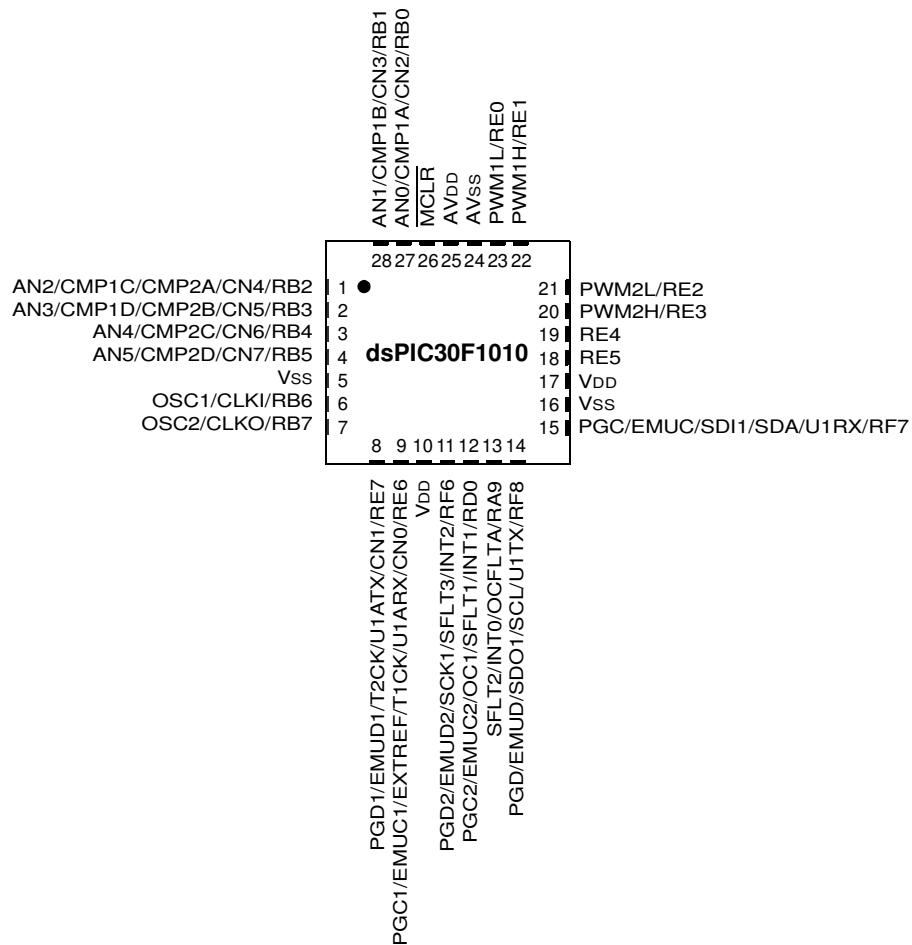 AN1/CMP1B/CN3/RB1
AN0/CMP1A/CN2/RB0
MCLR
AVDD
AVSS
PWM1L/RE0
PWM1H/RE1
28 27 26 25 24 23 22
AN2/CMP1C/CMP2A/CN4/RB2 1
AN3/CMP1D/CMP2B/CN5/RB3 2
AN4/CMP2C/CN6/RB4 3
AN5/CMP2D/CN7/RB5 4
VSS 5
OSC1/CLKI/RB6 6
OSC2/CLKO/RB7 7
dsPIC30F1010
21 PWM2L/RE2
20 PWM2H/RE3
19 RE4
18 RE5
17 VDD
16 VSS
15 PGC/EMUC/SDI1/SDA/U1RX/RF7
8 9 10 11 12 13 14
PGD1/EMUD1/T2CK/U1ATX/CN1/RE7
PGC1/EMUC1/EXTREF/T1CK/U1ARX/CN0/RE6
VDD
PGD2/EMUD2/SCK1/SFLT3/INT2/RF6
PGC2/EMUC2/OC1/SFLT1/INT1/RD0
SFLT2/INT0/OCFLTA/RA9
PGD/EMUD/SDO1/SCL/U1TX/RF8